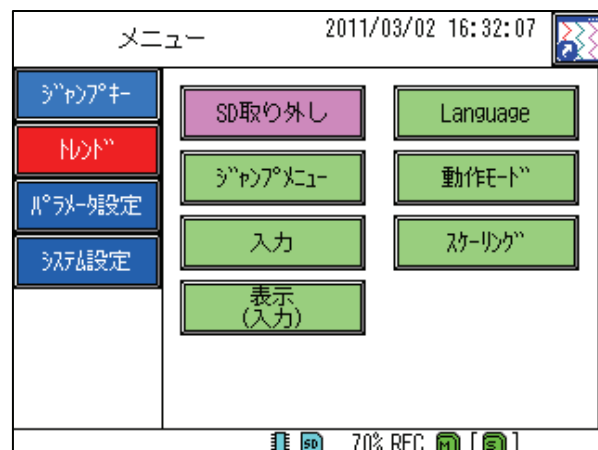 メニュー
2011/03/02 16:32:07
ｼﾞｬﾝﾌﾟｷｰ
ﾄﾚﾝﾄﾞ
ﾊﾟﾗﾒｰﾀ設定
ｼｽﾃﾑ設定
SD取り外し
Language
ｼﾞｬﾝﾌﾟﾒﾆｭｰ
動作ﾓｰﾄﾞ
入力
ｽｹｰﾘﾝｸﾞ
表示
(入力)
SD
70% REC M [S]